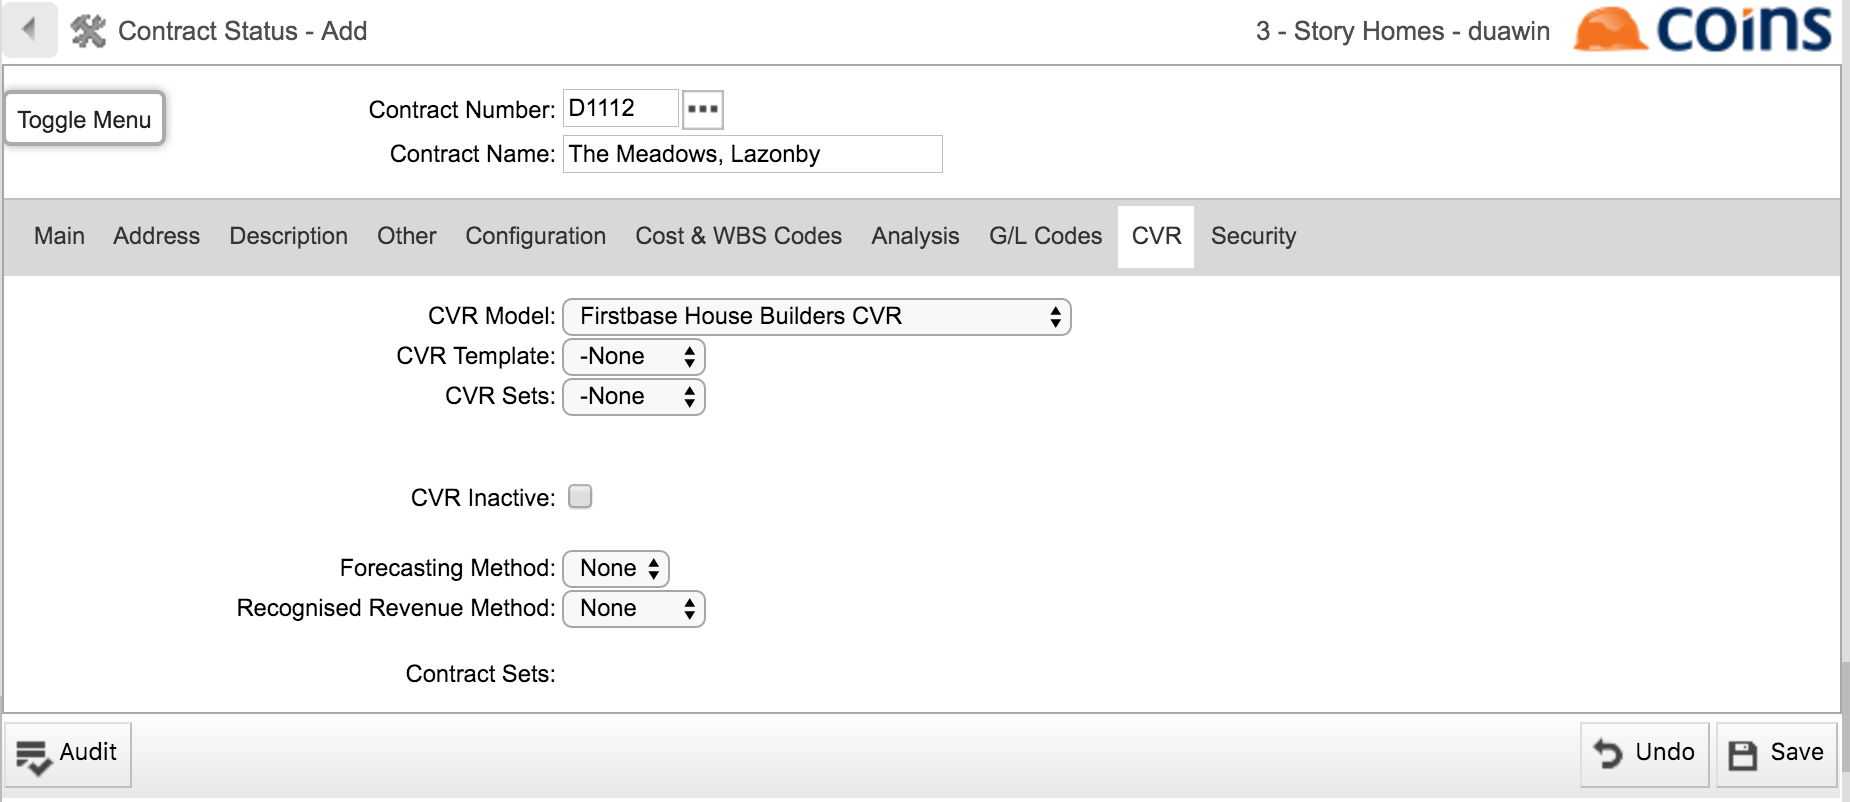 Contract Status - Add
3 - Story Homes - duawin
coins
Toggle Menu
Contract Number: D1112
Contract Name: The Meadows, Lazonby
Main Address Description Other Configuration Cost & WBS Codes Analysis G/L Codes CVR Security
CVR Model: Firstbase House Builders CVR
CVR Template: -None
CVR Sets: -None
CVR Inactive:
Forecasting Method: None
Recognised Revenue Method: None
Contract Sets:
Audit
Undo
Save